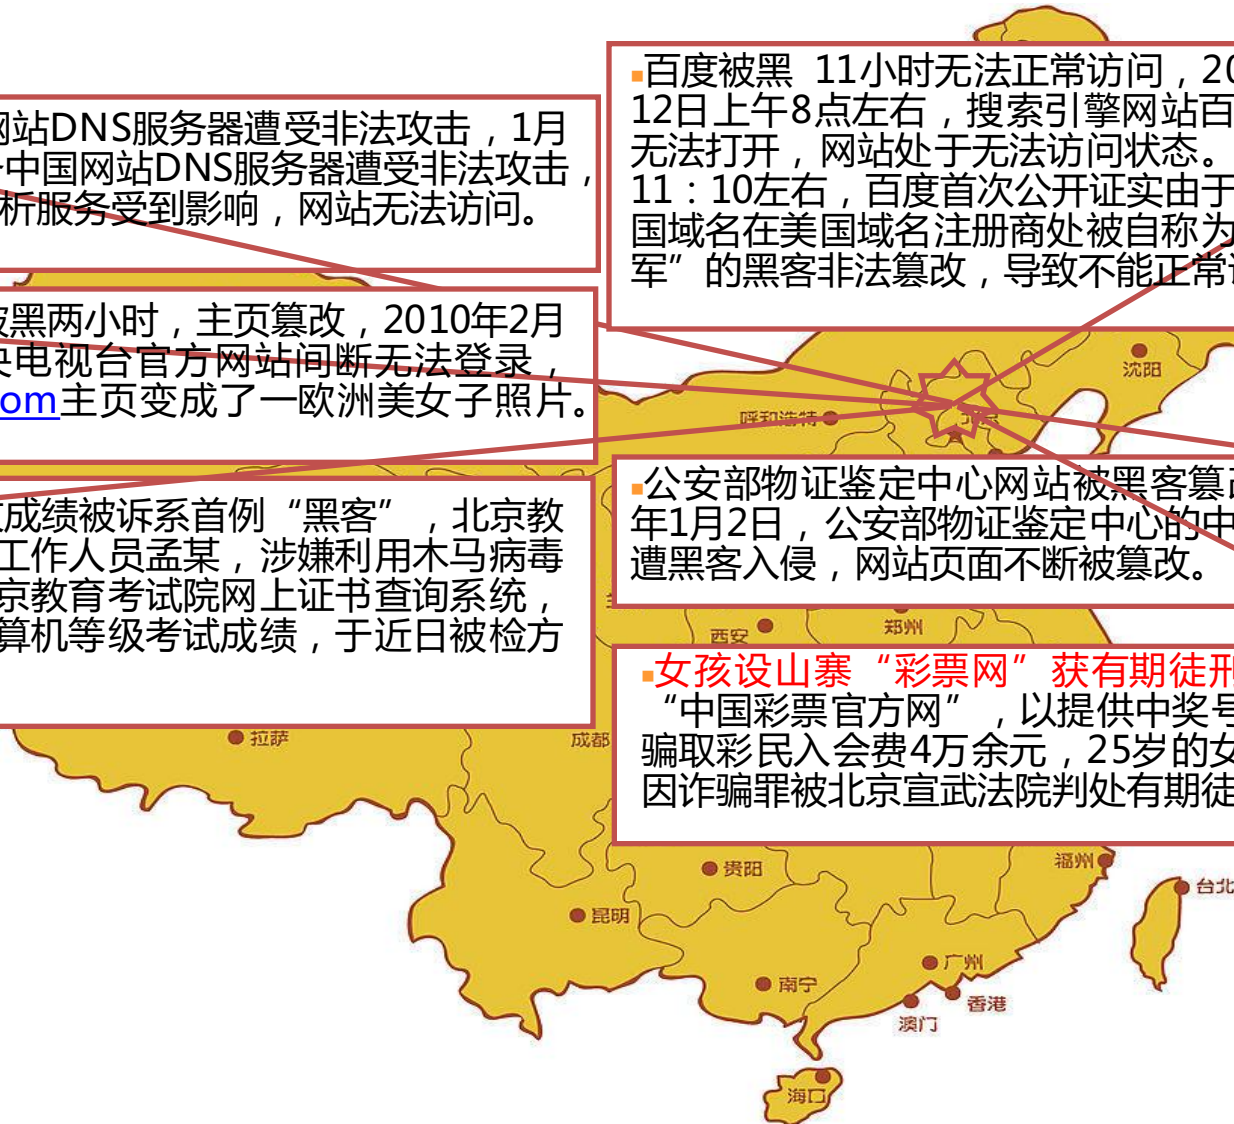 网站DNS服务器遭受非法攻击，1月
中国网站DNS服务器遭受非法攻击，
析服务受到影响，网站无法访问。
被黑两小时，主页篡改，2010年2月
央电视台官方网站间断无法登录，
om主页变成了一欧洲美女子照片。
成绩被诉系首例“黑客”，北京教
工作人员孟某，涉嫌利用木马病毒
京教育考试院网上证书查询系统，
算机等级考试成绩，于近日被检方
▪百度被黑 11小时无法正常访问，20
12日上午8点左右，搜索引擎网站百
无法打开，网站处于无法访问状态。
11：10左右，百度首次公开证实由于
国域名在美国域名注册商处被自称为
军”的黑客非法篡改，导致不能正常
▪公安部物证鉴定中心网站被黑客篡
年1月2日，公安部物证鉴定中心的中
遭黑客入侵，网站页面不断被篡改。
▪女孩设山寨“彩票网”获有期徒刑
“中国彩票官方网”，以提供中奖号
骗取彩民入会费4万余元，25岁的女
因诈骗罪被北京宣武法院判处有期徒
沈阳
呼和浩特
北京
西安
郑州
拉萨
成都
贵阳
福州
台北
昆明
南宁
广州
香港
澳门
海口